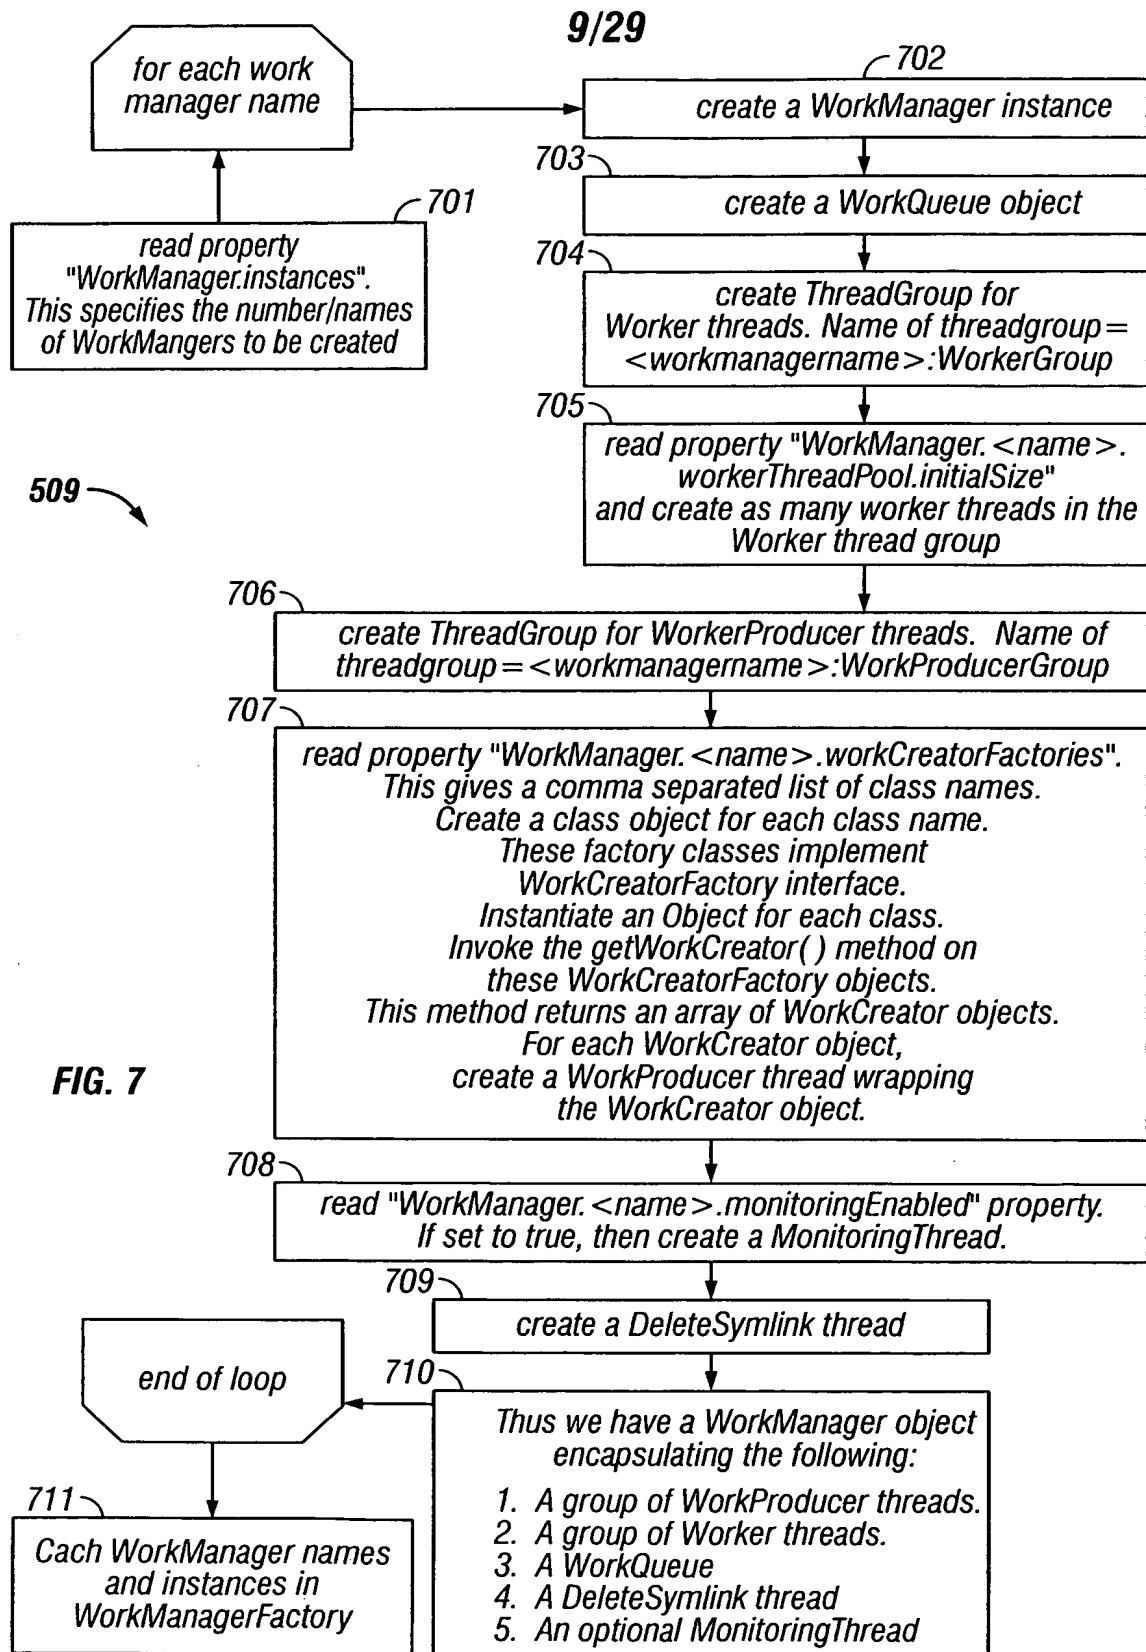 9/29
for each work
manager name
702
create a WorkManager instance
703
create a WorkQueue object
701
read property
"WorkManager.instances".
This specifies the number/names
of WorkMangers to be created
704
create ThreadGroup for
Worker threads. Name of threadgroup=
<workmanagername>:WorkerGroup
705
read property "WorkManager.<name>.
workerThreadPool.initialSize"
and create as many worker threads in the
Worker thread group
509
706
create ThreadGroup for WorkerProducer threads. Name of
threadgroup=<workmanagername>:WorkProducerGroup
707
read property "WorkManager.<name>.workCreatorFactories".
This gives a comma separated list of class names.
Create a class object for each class name.
These factory classes implement
WorkCreatorFactory interface.
Instantiate an Object for each class.
Invoke the getWorkCreator( ) method on
these WorkCreatorFactory objects.
This method returns an array of WorkCreator objects.
For each WorkCreator object,
create a WorkProducer thread wrapping
the WorkCreator object.
FIG. 7
708
read "WorkManager.<name>.monitoringEnabled" property.
If set to true, then create a MonitoringThread.
709
create a DeleteSymlink thread
end of loop
710
Thus we have a WorkManager object
encapsulating the following:
1. A group of WorkProducer threads.
2. A group of Worker threads.
3. A WorkQueue
4. A DeleteSymlink thread
5. An optional MonitoringThread
711
Cach WorkManager names
and instances in
WorkManagerFactory